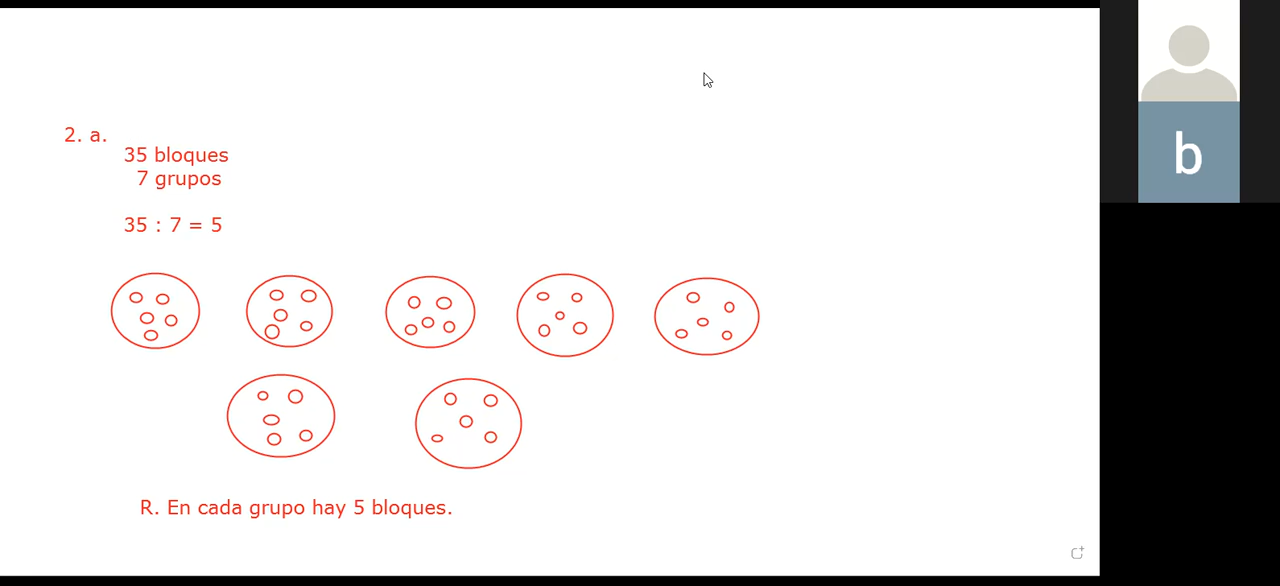 2. a.
35 bloques
7 grupos
35 : 7 = 5
R. En cada grupo hay 5 bloques.
b